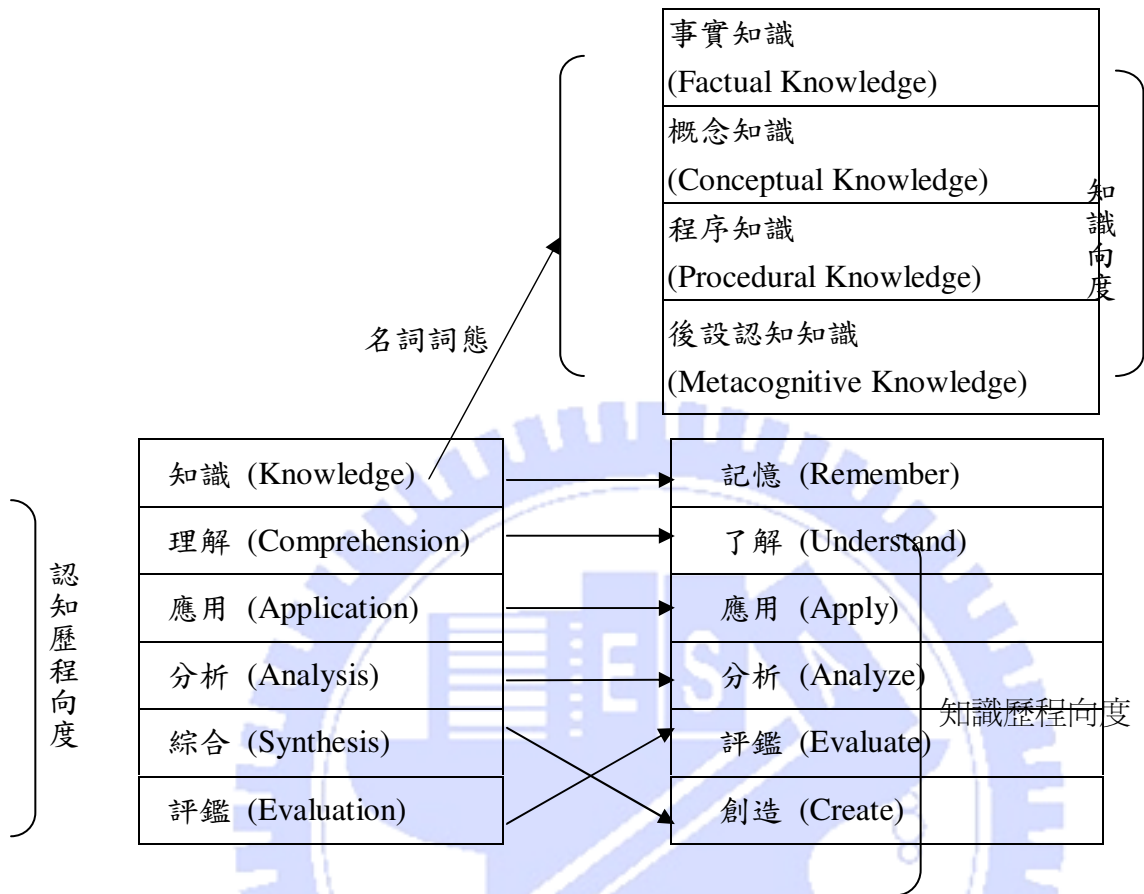 事實知識
(Factual Knowledge)
概念知識
(Conceptual Knowledge)
程序知識
(Procedural Knowledge)
後設認知知識
(Metacognitive Knowledge)
知識向度
名詞詞態
認知歷程向度
知識 (Knowledge)
記憶 (Remember)
理解 (Comprehension)
了解 (Understand)
應用 (Application)
應用 (Apply)
分析 (Analysis)
分析 (Analyze)
綜合 (Synthesis)
評鑑 (Evaluate)
評鑑 (Evaluation)
創造 (Create)
知識歷程向度
ESA